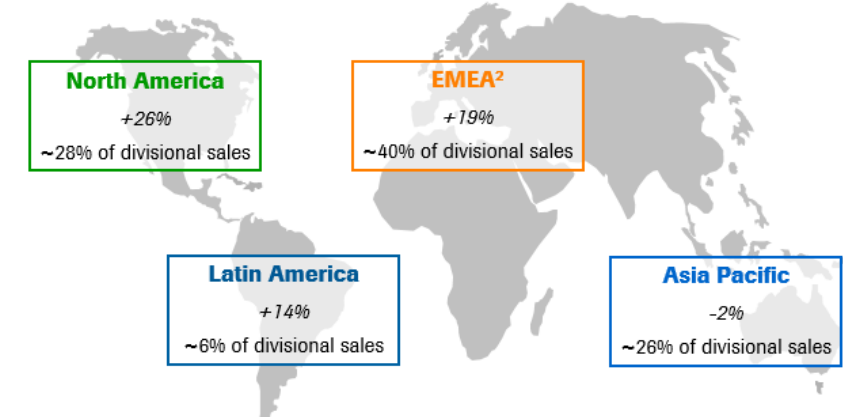 North America
+26%
~28% of divisional sales
EMEA²
+19%
~40% of divisional sales
Latin America
+14%
~6% of divisional sales
Asia Pacific
-2%
~26% of divisional sales